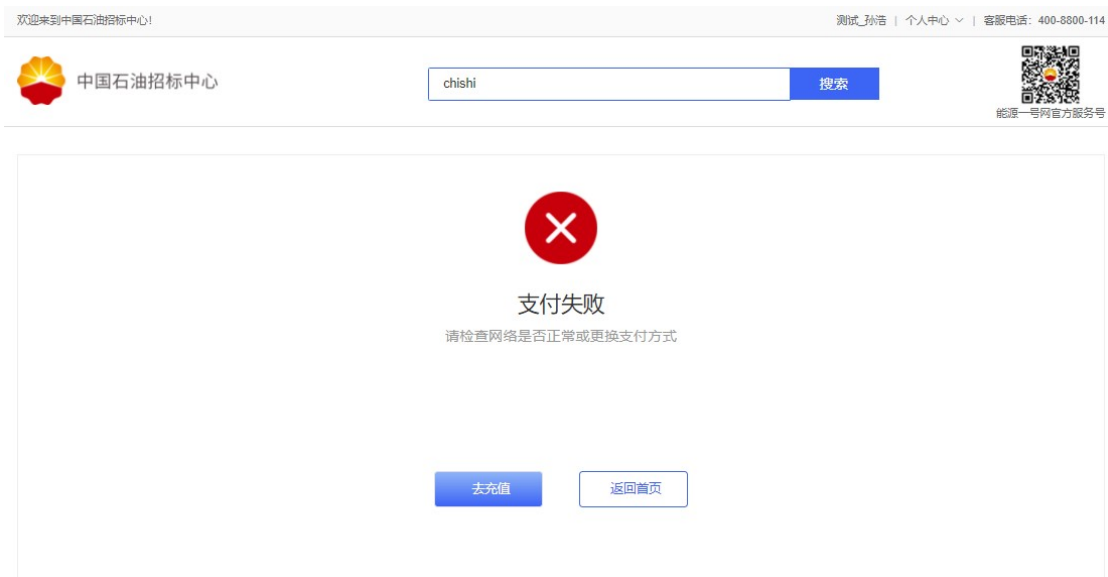 欢迎来到中国石油招标中心!
测试_孙浩 | 个人中心 | 客服电话：400-8800-114
中国石油招标中心
chishi
搜索
能源一号网官方服务号
支付失败
请检查网络是否正常或更换支付方式
去充值
返回首页